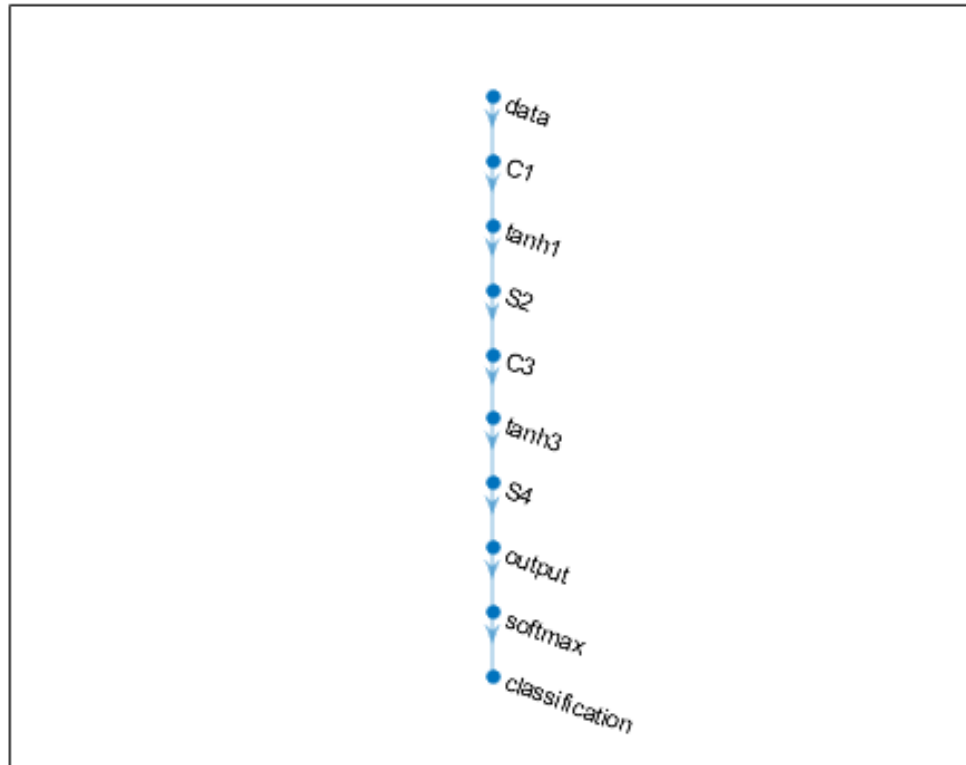 data
C1
tanh1
S2
C3
tanh3
S4
output
softmax
classification